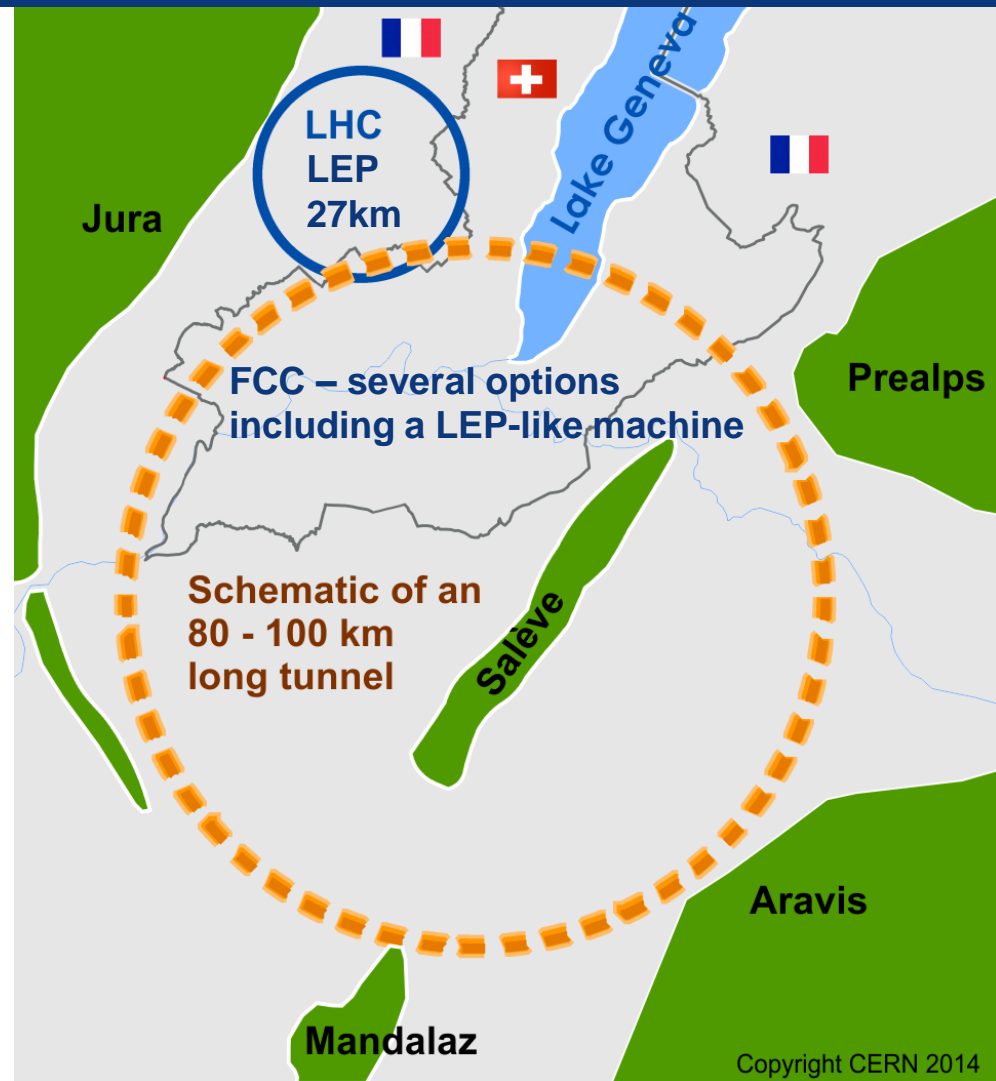 LHC
LEP
27km
Lake Geneva
Jura
Prealps
FCC – several options
including a LEP-like machine
Schematic of an
80 - 100 km
long tunnel
Salève
Aravis
Mandalaz
Copyright CERN 2014